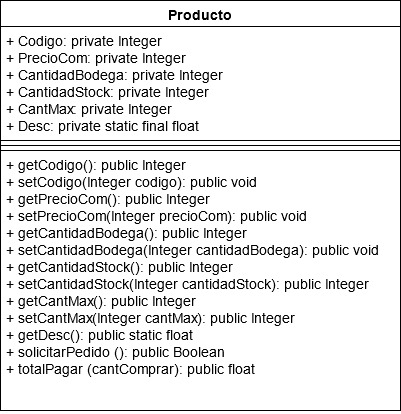 Producto
+ Codigo: private Integer
+ PrecioCom: private Integer
+ CantidadBodega: private Integer
+ CantidadStock: private Integer
+ CantMax: private Integer
+ Desc: private static final float
+ getCodigo(): public Integer
+ setCodigo(Integer codigo): public void
+ getPrecioCom(): public Integer
+ setPrecioCom(Integer precioCom): public void
+ getCantidadBodega(): public Integer
+ setCantidadBodega(Integer cantidadBodega): public void
+ getCantidadStock(): public Integer
+ setCantidadStock(Integer cantidadStock): public Integer
+ getCantMax(): public Integer
+ setCantMax(Integer cantMax): public Integer
+ getDesc(): public static float
+ solicitarPedido (): public Boolean
+ totalPagar (cantComprar): public float